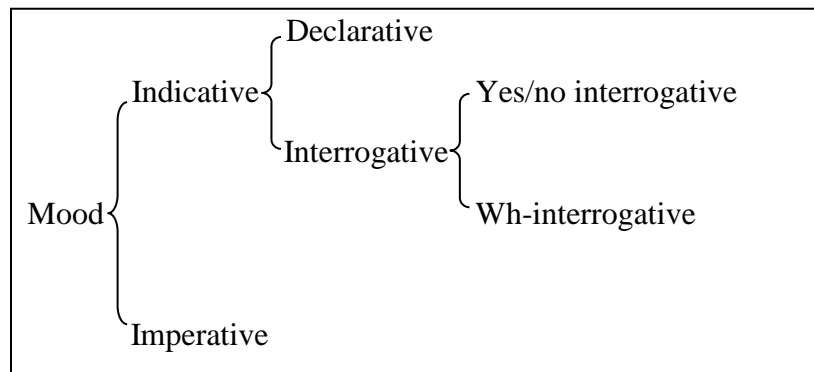 Declarative
Indicative
Yes/no interrogative
Interrogative
Mood
Wh-interrogative
Imperative